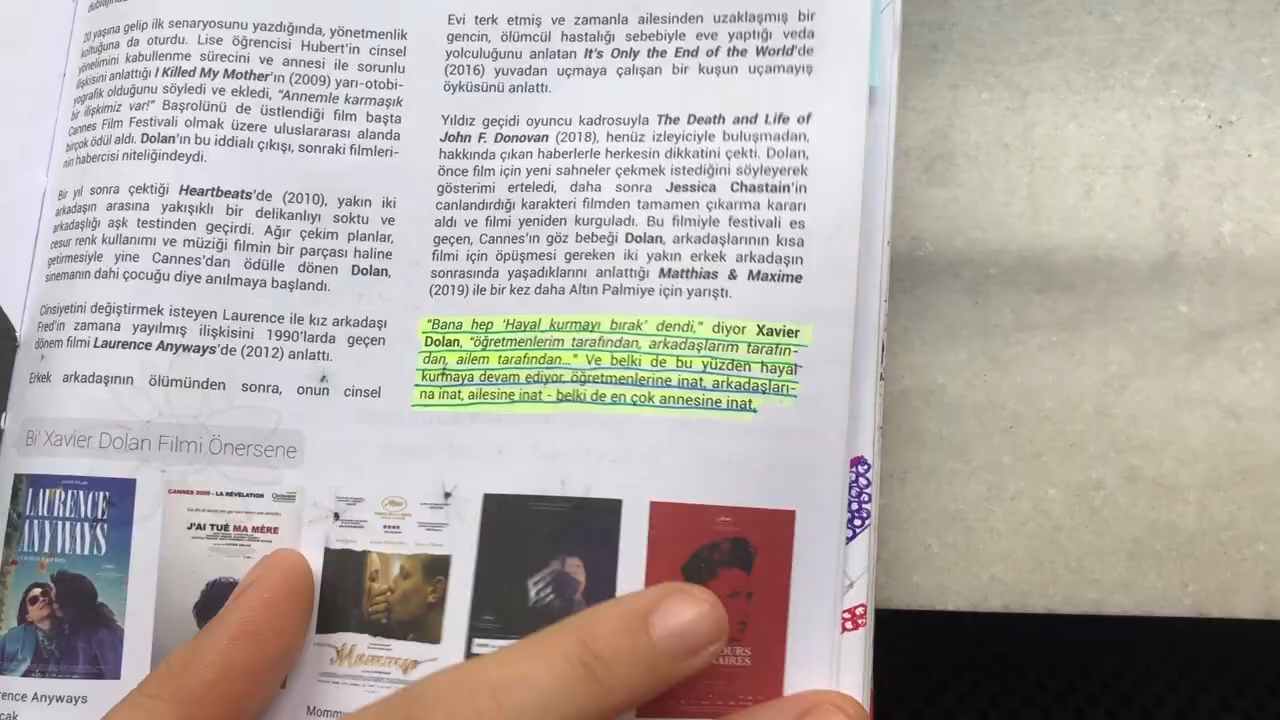 dublajında
20 yaşına gelip ilk senaryosunu yazdığında, yönetmenlik
koltuğuna da oturdu. Lise öğrencisi Hubert'in cinsel
yönelimini kabullenme sürecini ve annesi ile sorunlu
ilişkisini anlattığı I Killed My Mother'ın (2009) yarı-otobi-
yografik olduğunu söyledi ve ekledi, “Annemle karmaşık
bir ilişkimiz var!” Başrolünü de üstlendiği film başta
Cannes Film Festivali olmak üzere uluslararası alanda
birçok ödül aldı. Dolan'ın bu iddialı çıkışı, sonraki filmleri-
nin habercisi niteliğindeydi.
Bir yıl sonra çektiği Heartbeats'de (2010), yakın iki
arkadaşın arasına yakışıklı bir delikanlıyı soktu ve
arkadaşlığı aşk testinden geçirdi. Ağır çekim planlar,
cesur renk kullanımı ve müziği filmin bir parçası haline
getirmesiyle yine Cannes'dan ödülle dönen Dolan,
sinemanın dahi çocuğu diye anılmaya başlandı.
Cinsiyetini değiştirmek isteyen Laurence ile kız arkadaşı
Fred'in zamana yayılmış ilişkisini 1990'larda geçen
dönem filmi Laurence Anyways'de (2012) anlattı.
Erkek arkadaşının ölümünden sonra, onun cinsel
Evi terk etmiş ve zamanla ailesinden uzaklaşmış bir
gencin, ölümcül hastalığı sebebiyle eve yaptığı veda
yolculuğunu anlatan It's Only the End of the World'de
(2016) yuvadan uçmaya çalışan bir kuşun uçamayış
öyküsünü anlattı.
Yıldız geçidi oyuncu kadrosuyla The Death and Life of
John F. Donovan (2018), henüz izleyiciyle buluşmadan,
hakkında çıkan haberlerle herkesin dikkatini çekti. Dolan,
önce film için yeni sahneler çekmek istediğini söyleyerek
gösterimi erteledi, daha sonra Jessica Chastain'in
canlandırdığı karakteri filmden tamamen çıkarma kararı
aldı ve filmi yeniden kurguladı. Bu filmiyle festivali es
geçen, Cannes'ın göz bebeği Dolan, arkadaşlarının kısa
filmi için öpüşmesi gereken iki yakın erkek arkadaşın
sonrasında yaşadıklarını anlattığı Matthias & Maxime
(2019) ile bir kez daha Altın Palmiye için yarıştı.
“Bana hep ‘Hayal kurmayı bırak’ dendi,” diyor Xavier
Dolan, “öğretmenlerim tarafından, arkadaşlarım tarafın-
dan, ailem tarafından...” Ve belki de bu yüzden hayal
kurmaya devam ediyor öğretmenlerine inat, arkadaşları-
na inat, ailesine inat - belki de en çok annesine inat.
Bi' Xavier Dolan Filmi Önersene
LAURENCE
ANYWAYS
CANNES 2009 - LA RÉVÉLATION
J'AI TUÉ MA MÈRE
Mommy
OURS
AIRES
rence Anyways
cak
Momm